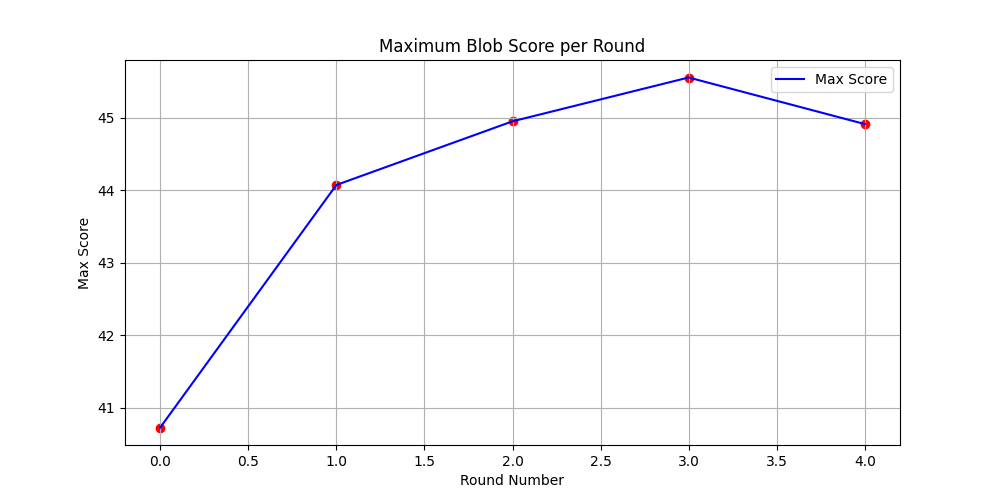 Maximum Blob Score per Round
Max Score
45
44
43
42
41
Max Score
0.0 0.5 1.0 1.5 2.0 2.5 3.0 3.5 4.0
Round Number